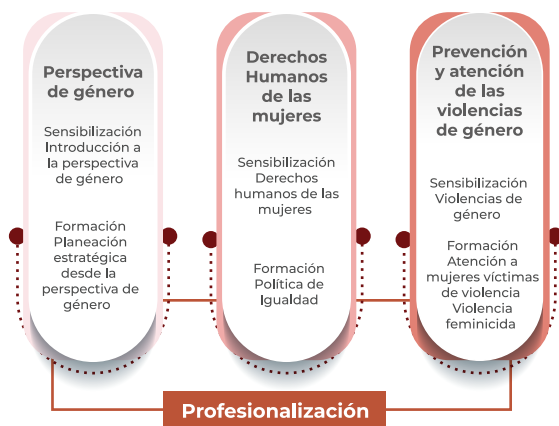 Perspectiva
de género
Sensibilización
Introducción a
la perspectiva
de género
Formación
Planeación
estratégica
desde la
perspectiva de
género
Derechos
Humanos
de las
mujeres
Sensibilización
Derechos
humanos de las
mujeres
Formación
Política de
Igualdad
Prevención
y atención
de las
violencias
de género
Sensibilización
Violencias de
género
Formación
Atención a
mujeres víctimas
de violencia
Violencia
feminicida
Profesionalización